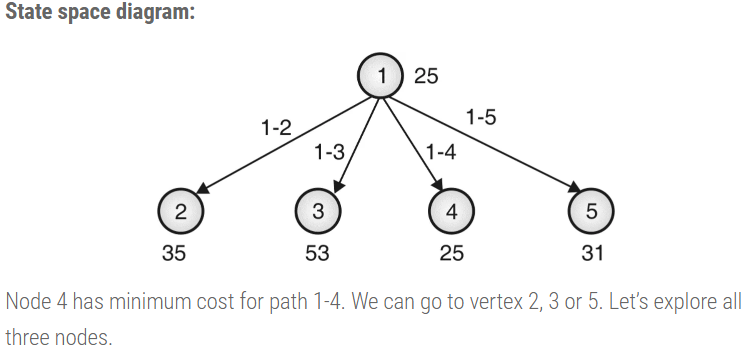 State space diagram:
1 25
1-2
1-5
1-3
1-4
2 3 4 5
35 53 25 31
Node 4 has minimum cost for path 1-4. We can go to vertex 2, 3 or 5. Let’s explore all
three nodes.